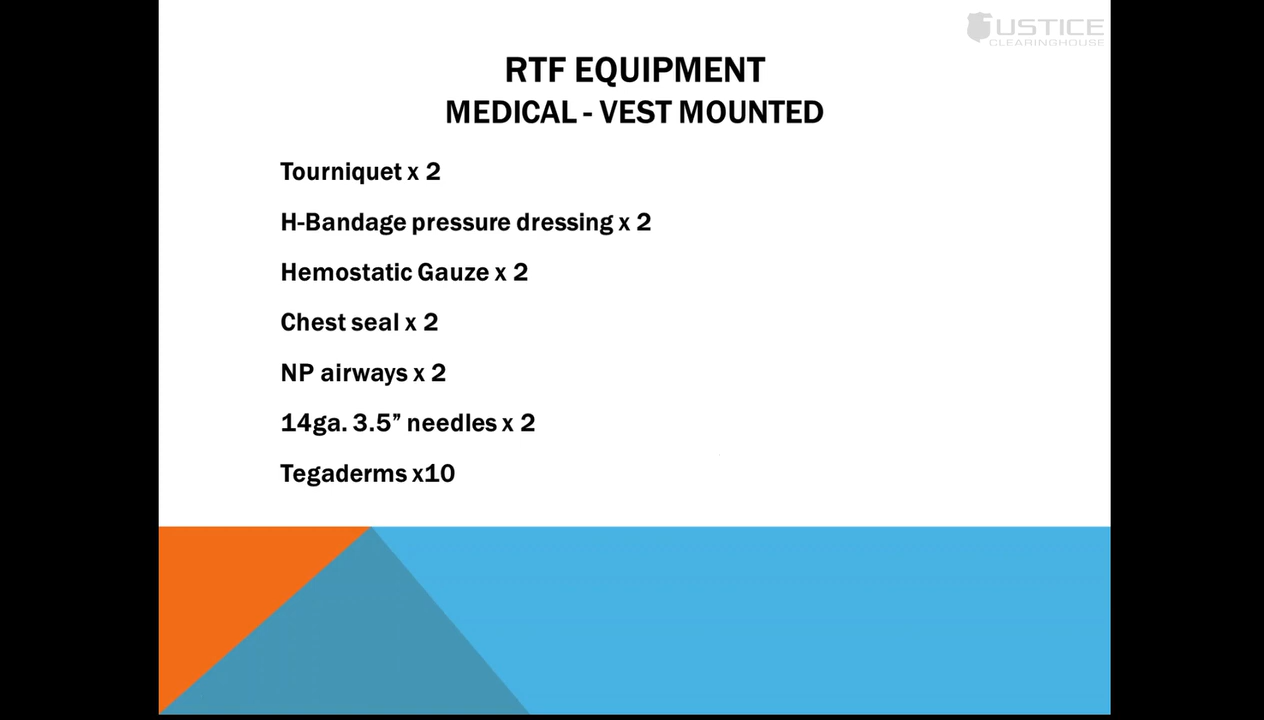 JUSTICE
CLEARINGHOUSE
RTF EQUIPMENT
MEDICAL - VEST MOUNTED
Tourniquet x 2
H-Bandage pressure dressing x 2
Hemostatic Gauze x 2
Chest seal x 2
NP airways x 2
14ga. 3.5” needles x 2
Tegaderms x10